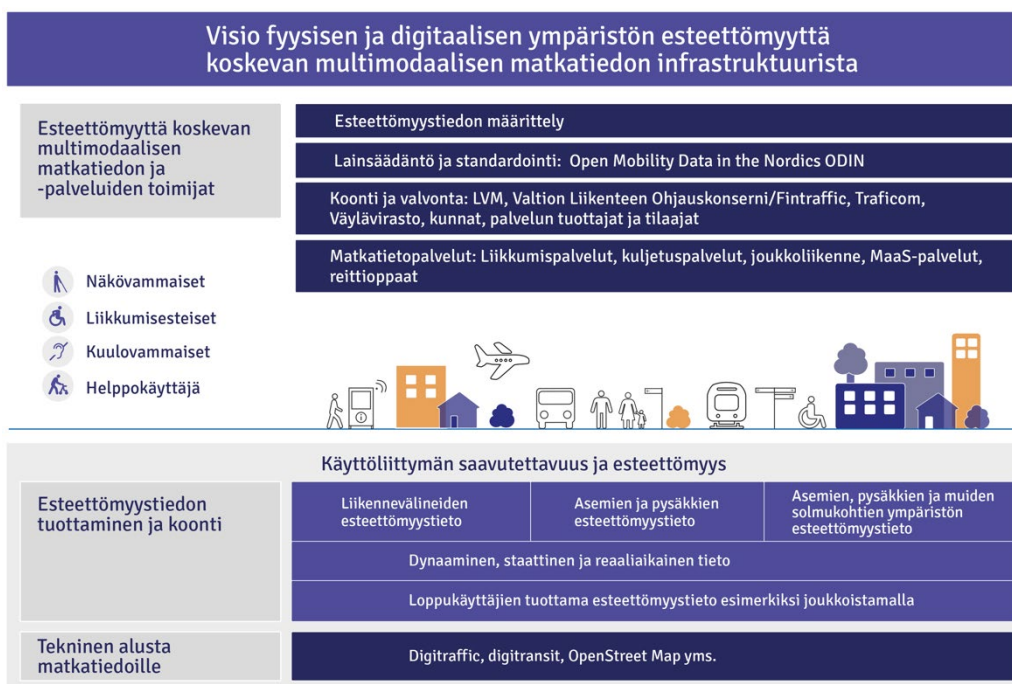 Visio fyysisen ja digitaalisen ympäristön esteettömyyttä
koskevan multimodaalisen matkatiedon infrastruktuurista
Esteettömyyttä koskevan
multimodaalisen
matkatiedon ja
-palveluiden toimijat
Esteettömyystiedon määrittely
Lainsäädäntö ja standardointi: Open Mobility Data in the Nordics ODIN
Koonti ja valvonta: LVM, Valtion Liikenteen Ohjauskonserni/Fintraffic, Traficom,
Väylävirasto, kunnat, palvelun tuottajat ja tilaajat
Matkatietopalvelut: Liikkumispalvelut, kuljetuspalvelut, joukkoliikenne, MaaS-palvelut,
reittioppaat
Näkövammaiset
Liikkumisesteiset
Kuulovammaiset
Helppokäyttäjä
Käyttöliittymän saavutettavuus ja esteettömyys
Esteettömyystiedon
tuottaminen ja koonti
Liikennevälineiden
esteettömyystieto
Asemien ja pysäkkien
esteettömyystieto
Asemien, pysäkkien ja muiden
solmukohtien ympäristön
esteettömyystieto
Dynaaminen, staattinen ja reaaliaikainen tieto
Loppukäyttäjien tuottama esteettömyystieto esimerkiksi joukkoistamalla
Tekninen alusta
matkatiedoille
Digitraffic, digitransit, OpenStreet Map yms.